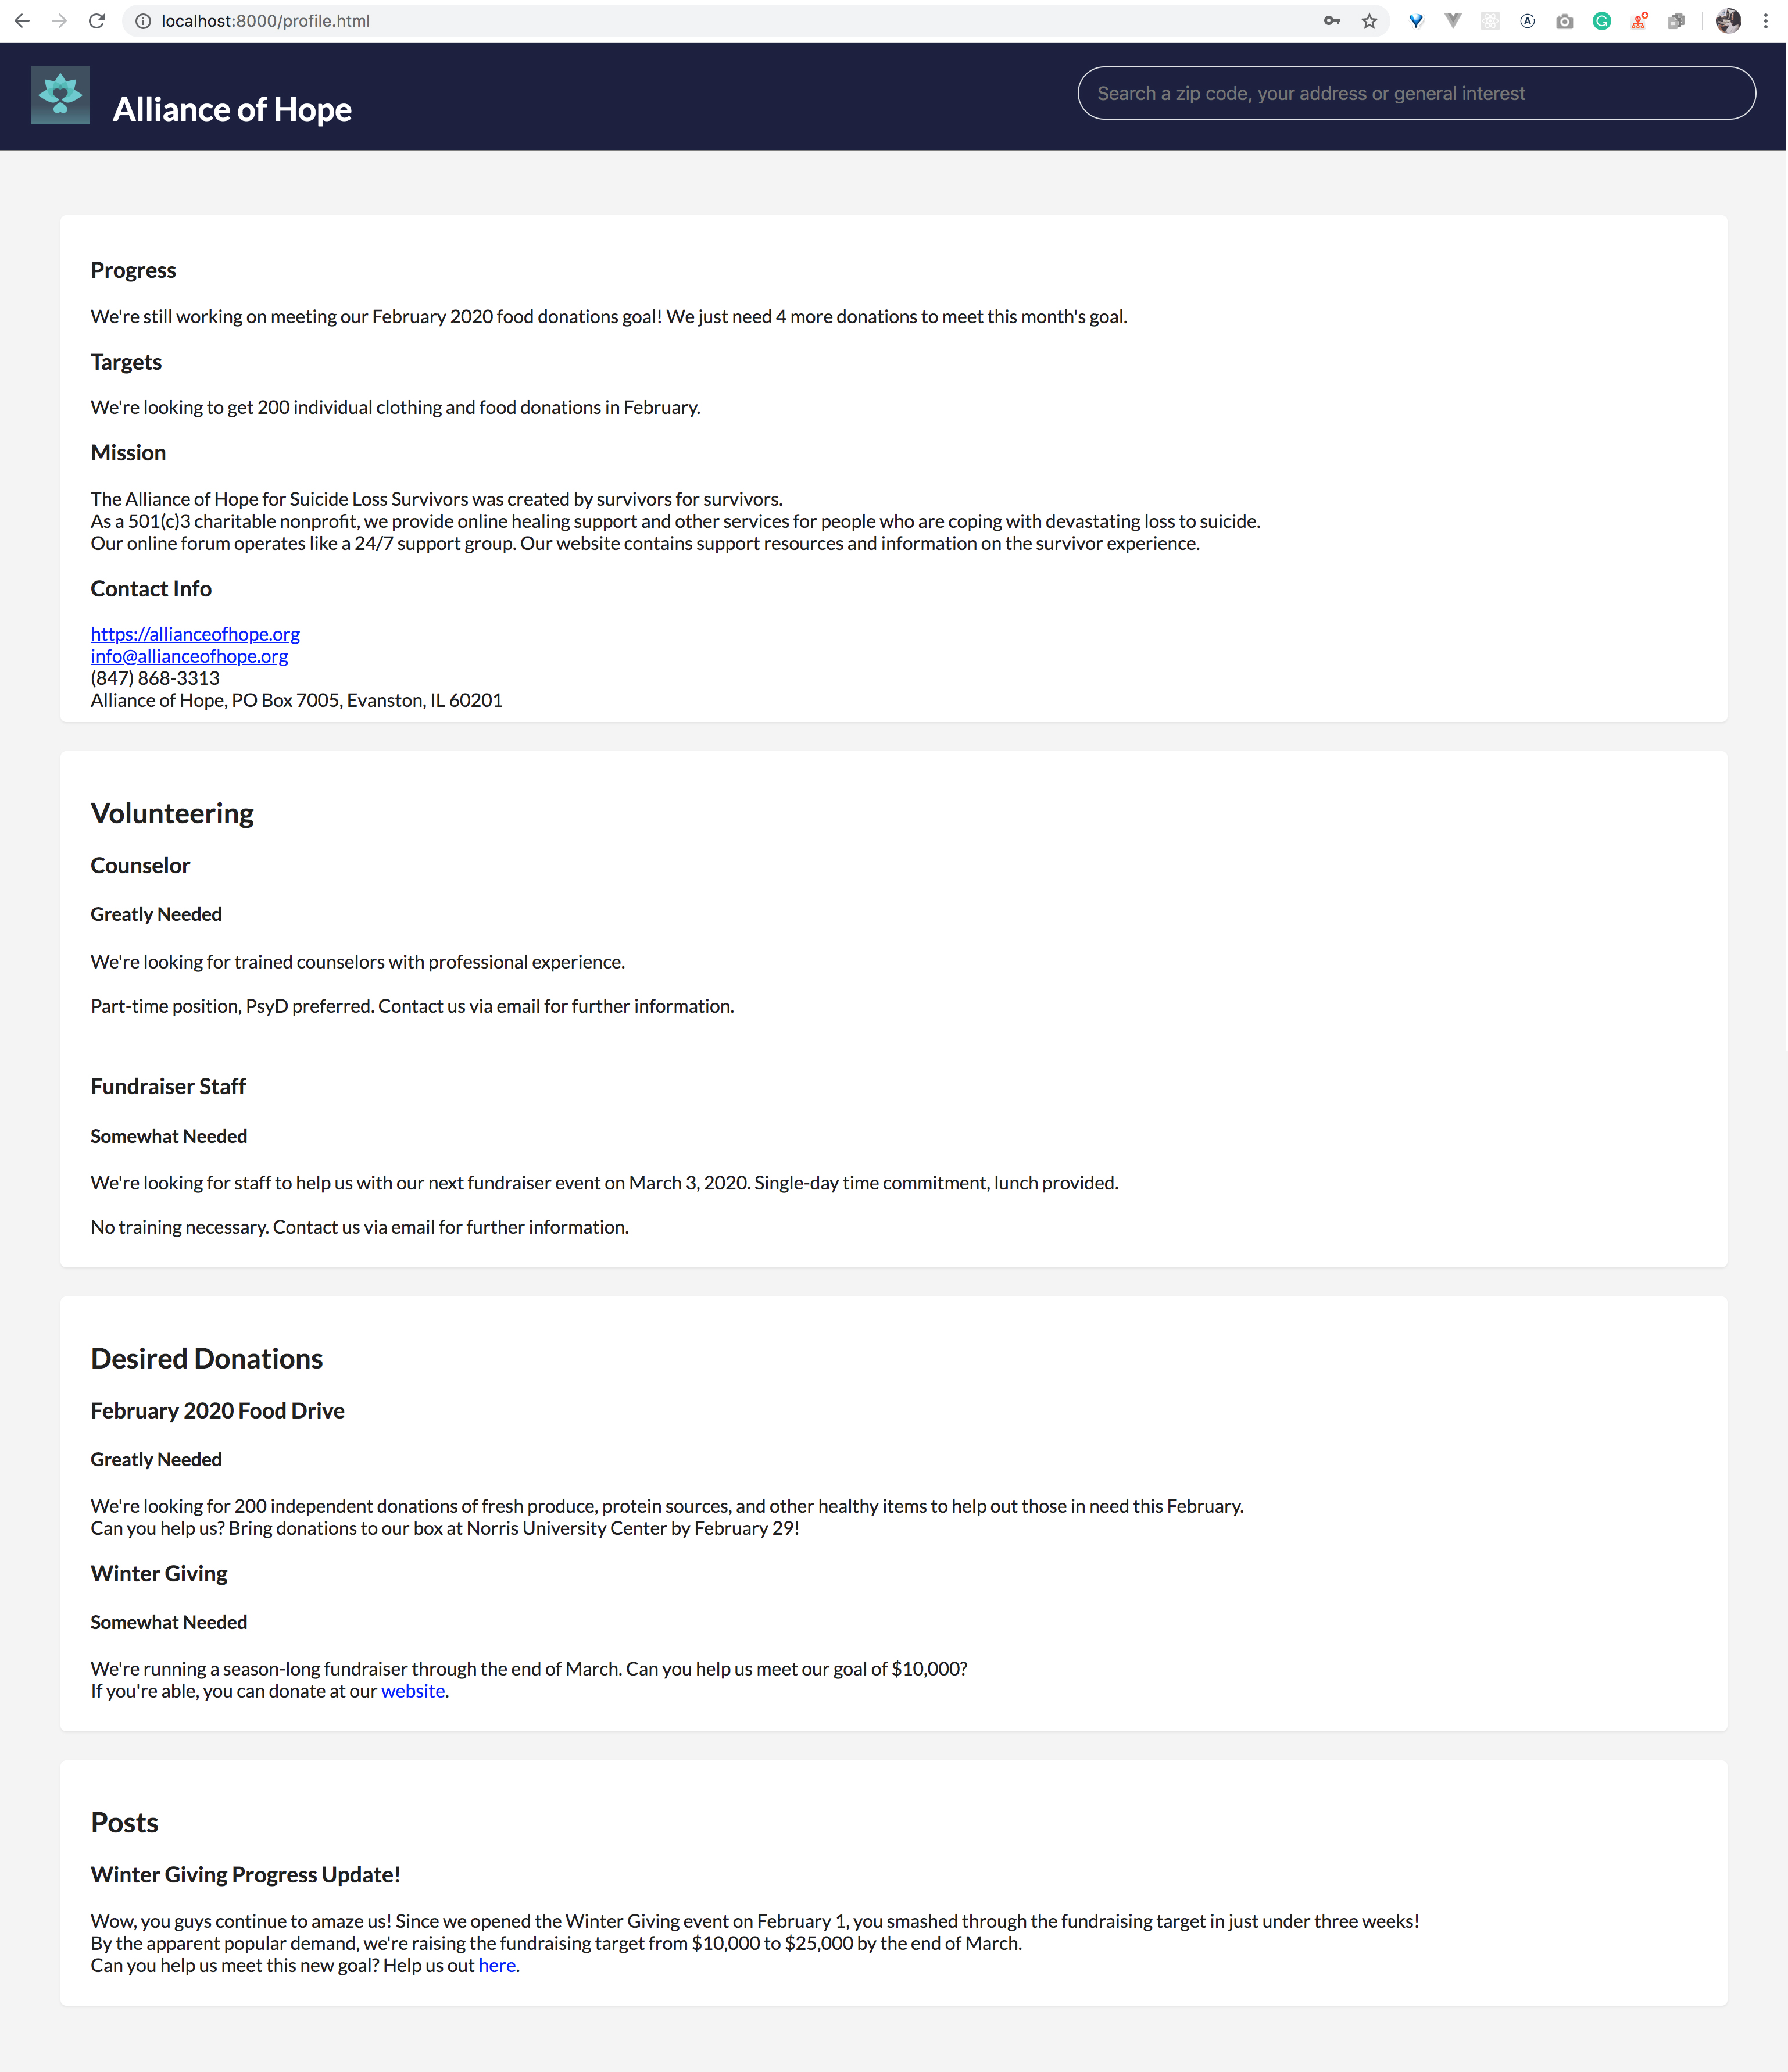 localhost:8000/profile.html
Alliance of Hope
Search a zip code, your address or general interest
Progress
We're still working on meeting our February 2020 food donations goal! We just need 4 more donations to meet this month's goal.
Targets
We're looking to get 200 individual clothing and food donations in February.
Mission
The Alliance of Hope for Suicide Loss Survivors was created by survivors for survivors.
As a 501(c)3 charitable nonprofit, we provide online healing support and other services for people who are coping with devastating loss to suicide.
Our online forum operates like a 24/7 support group. Our website contains support resources and information on the survivor experience.
Contact Info
https://allianceofhope.org
info@allianceofhope.org
(847) 868-3313
Alliance of Hope, PO Box 7005, Evanston, IL 60201
Volunteering
Counselor
Greatly Needed
We're looking for trained counselors with professional experience.
Part-time position, PsyD preferred. Contact us via email for further information.
Fundraiser Staff
Somewhat Needed
We're looking for staff to help us with our next fundraiser event on March 3, 2020. Single-day time commitment, lunch provided.
No training necessary. Contact us via email for further information.
Desired Donations
February 2020 Food Drive
Greatly Needed
We're looking for 200 independent donations of fresh produce, protein sources, and other healthy items to help out those in need this February.
Can you help us? Bring donations to our box at Norris University Center by February 29!
Winter Giving
Somewhat Needed
We're running a season-long fundraiser through the end of March. Can you help us meet our goal of $10,000?
If you're able, you can donate at our website.
Posts
Winter Giving Progress Update!
Wow, you guys continue to amaze us! Since we opened the Winter Giving event on February 1, you smashed through the fundraising target in just under three weeks!
By the apparent popular demand, we're raising the fundraising target from $10,000 to $25,000 by the end of March.
Can you help us meet this new goal? Help us out here.